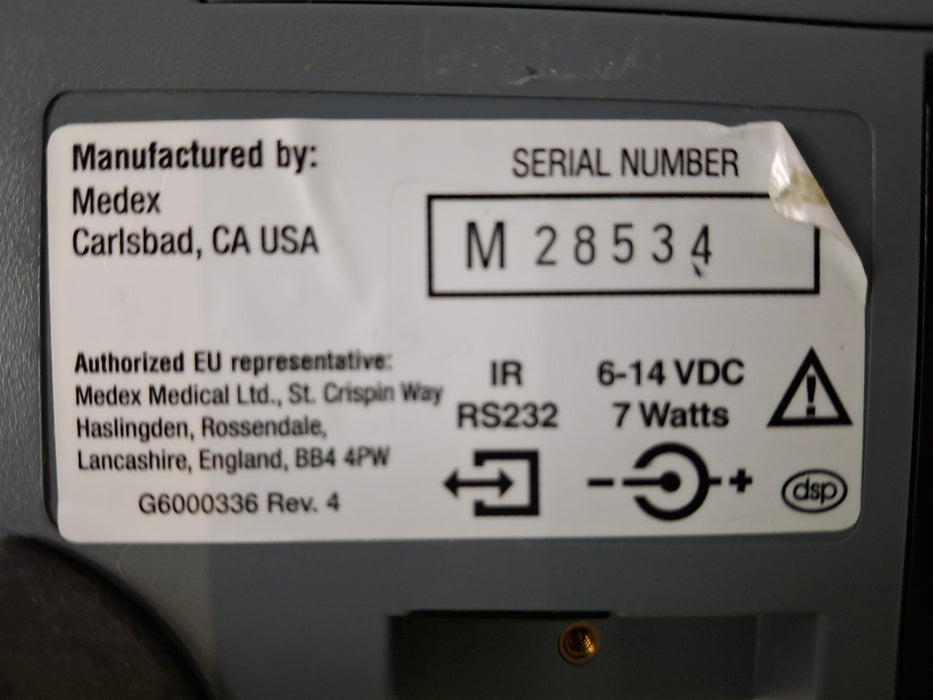 Manufactured by:
Medex
Carlsbad, CA USA
SERIAL NUMBER
M 28534
Authorized EU representative:
Medex Medical Ltd., St. Crispin Way
Haslingden, Rossendale,
Lancashire, England, BB4 4PW
G6000336 Rev. 4
IR
RS232
6-14 VDC
7 Watts
dsp